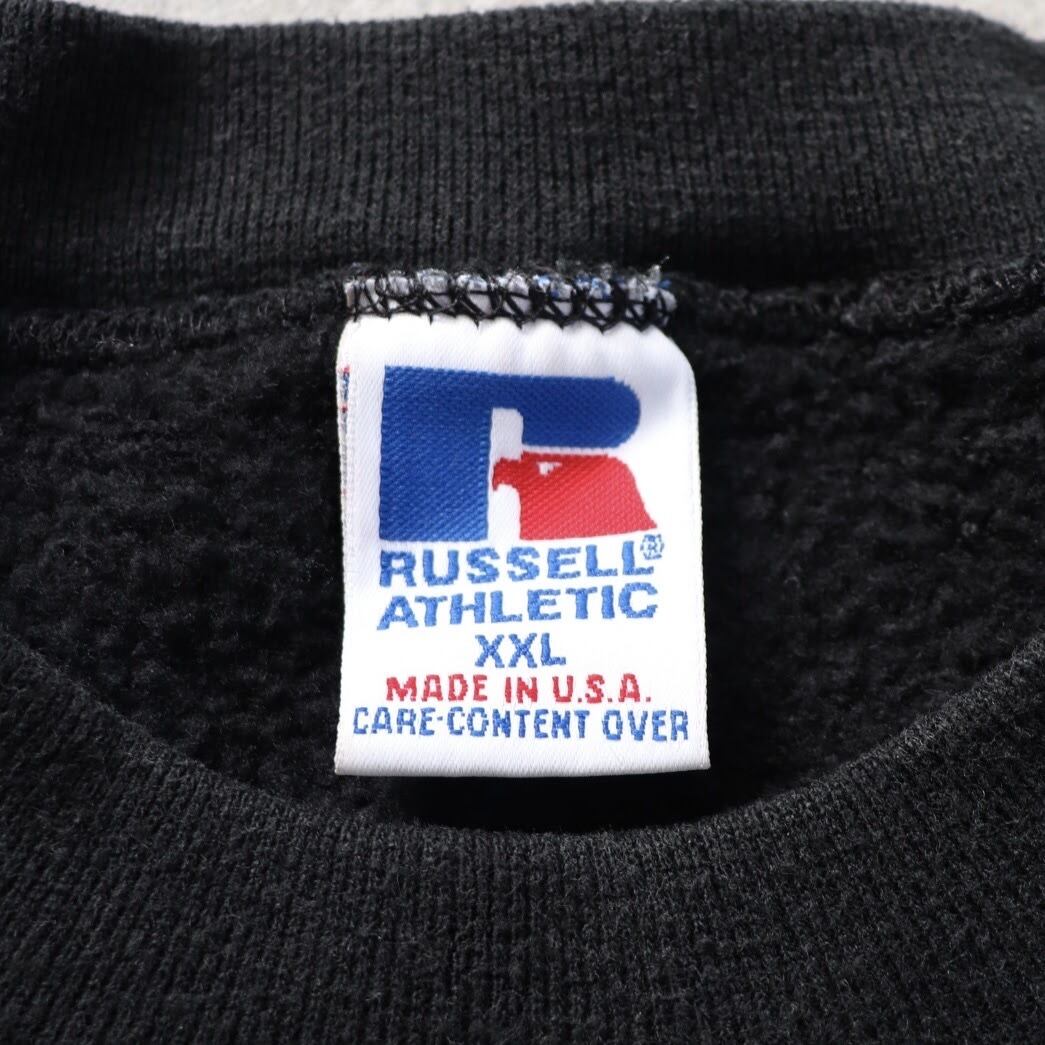 RUSSELL®
ATHLETIC
XXL
MADE IN U.S.A.
CARE-CONTENT OVER